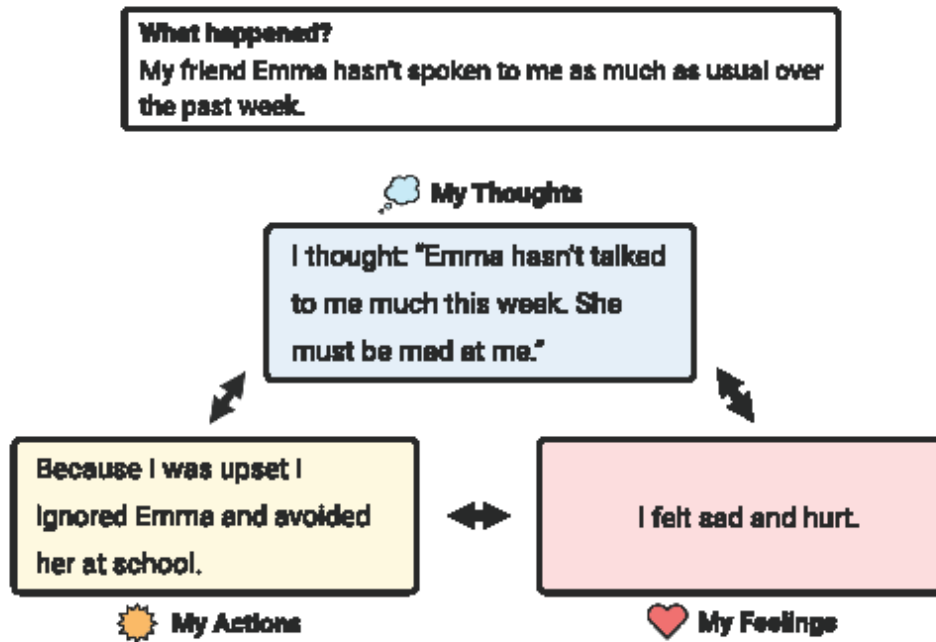 What happened?
My friend Emma hasn't spoken to me as much as usual over
the past week.
My Thoughts
I thought: "Emma hasn't talked
to me much this week. She
must be mad at me."
Because I was upset I
ignored Emma and avoided
her at school.
I felt sad and hurt.
My Actions
My Feelings